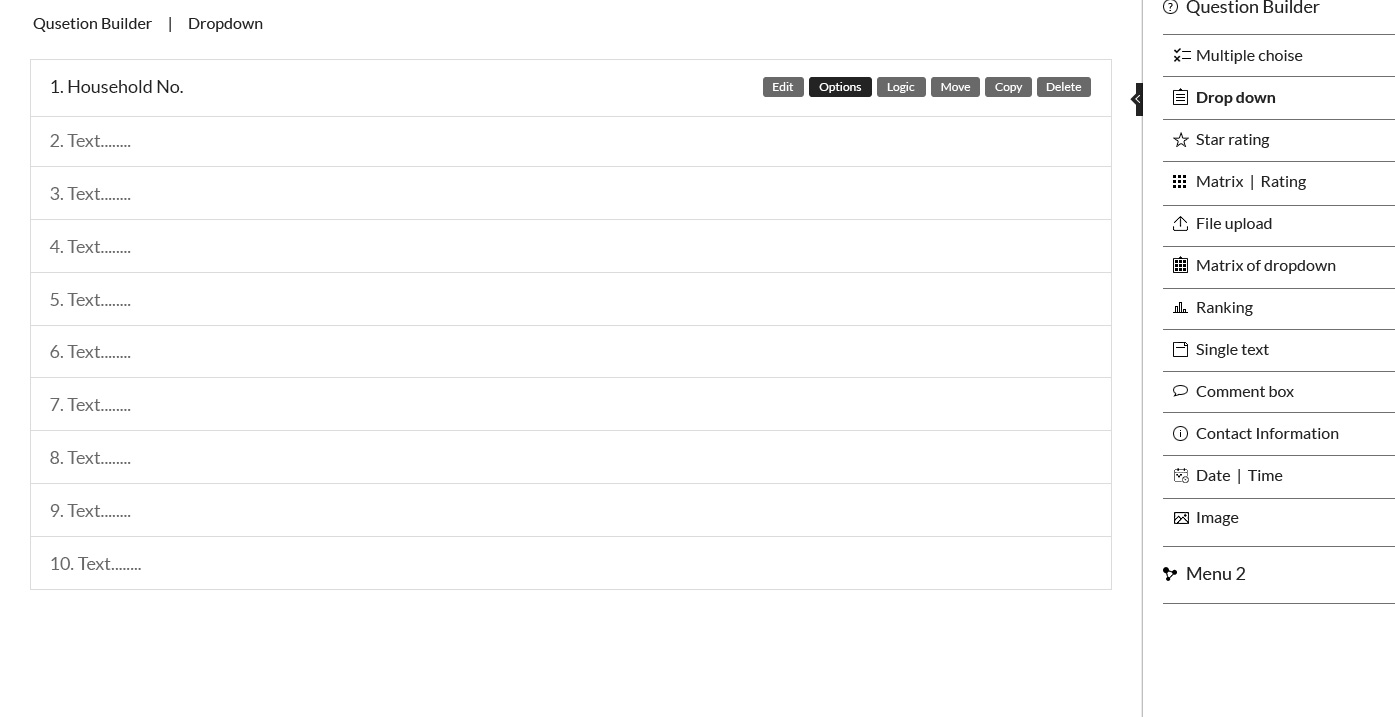 Qusetion Builder | Dropdown
1. Household No.
Edit Options Logic Move Copy Delete
2. Text........
3. Text........
4. Text........
5. Text........
6. Text........
7. Text........
8. Text........
9. Text........
10. Text........
Question Builder
Multiple choise
Drop down
Star rating
Matrix | Rating
File upload
Matrix of dropdown
Ranking
Single text
Comment box
Contact Information
Date | Time
Image
Menu 2